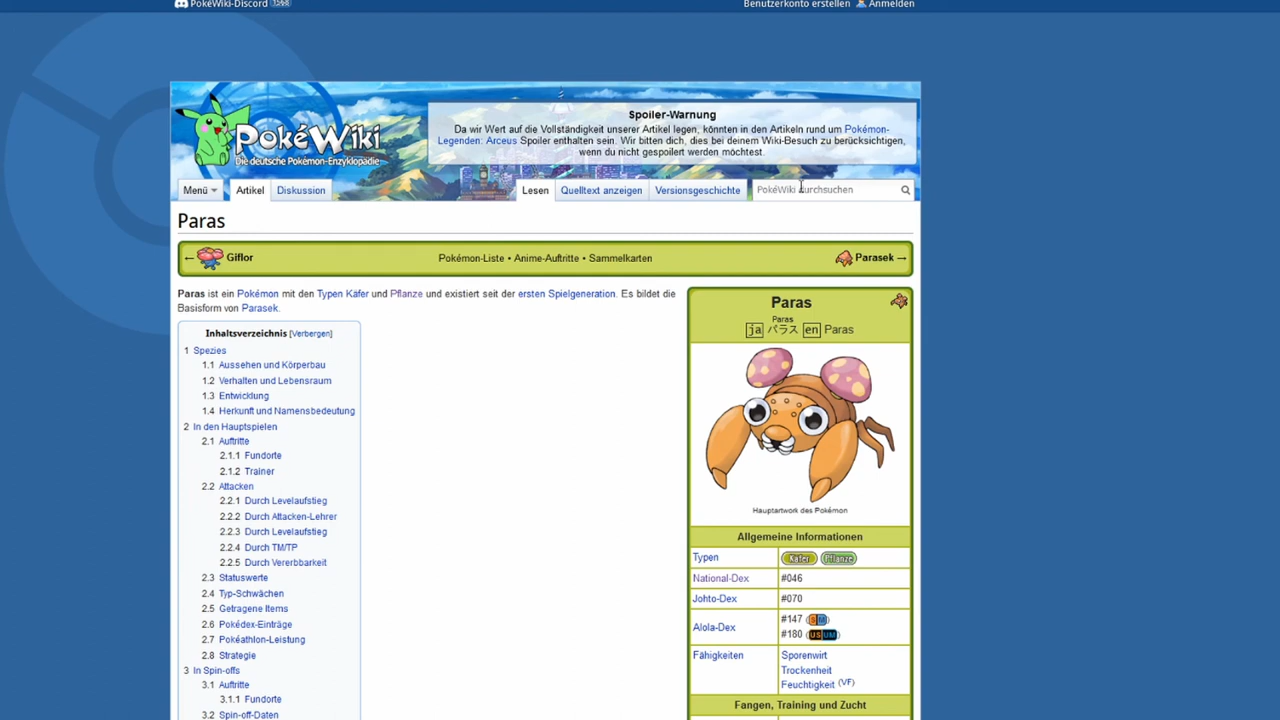 PokéWiki-Discord 1568
Benutzerkonto erstellen Anmelden
PokéWiki
Die deutsche Pokémon-Enzyklopädie
Spoiler-Warnung
Da wir Wert auf die Vollständigkeit unserer Artikel legen, könnten in den Artikeln rund um Pokémon-
Legenden: Arceus Spoiler enthalten sein. Wir bitten dich, dies bei deinem Wiki-Besuch zu berücksichtigen,
wenn du nicht gespoilert werden möchtest.
Menü Artikel Diskussion Lesen Quelltext anzeigen Versionsgeschichte PokéWiki durchsuchen
Paras
← Giflor Pokémon-Liste • Anime-Auftritte • Sammelkarten Parasek →
Paras ist ein Pokémon mit den Typen Käfer und Pflanze und existiert seit der ersten Spielgeneration. Es bildet die
Basisform von Parasek.
Inhaltsverzeichnis [Verbergen]
1 Spezies
1.1 Aussehen und Körperbau
1.2 Verhalten und Lebensraum
1.3 Entwicklung
1.4 Herkunft und Namensbedeutung
2 In den Hauptspielen
2.1 Auftritte
2.1.1 Fundorte
2.1.2 Trainer
2.2 Attacken
2.2.1 Durch Levelaufstieg
2.2.2 Durch Attacken-Lehrer
2.2.3 Durch Levelaufstieg
2.2.4 Durch TM/TP
2.2.5 Durch Vererbbarkeit
2.3 Statuswerte
2.4 Typ-Schwächen
2.5 Getragene Items
2.6 Pokédex-Einträge
2.7 Pokéathlon-Leistung
2.8 Strategie
3 In Spin-offs
3.1 Auftritte
3.1.1 Fundorte
3.2 Spin-off-Daten
Paras
Paras
ja パラス en Paras
Hauptartwork des Pokémon
Allgemeine Informationen
Typen Käfer Pflanze
National-Dex #046
Johto-Dex #070
Alola-Dex #147 S M
#180 US UM
Fähigkeiten Sporenwirt
Trockenheit
Feuchtigkeit (VF)
Fangen, Training und Zucht